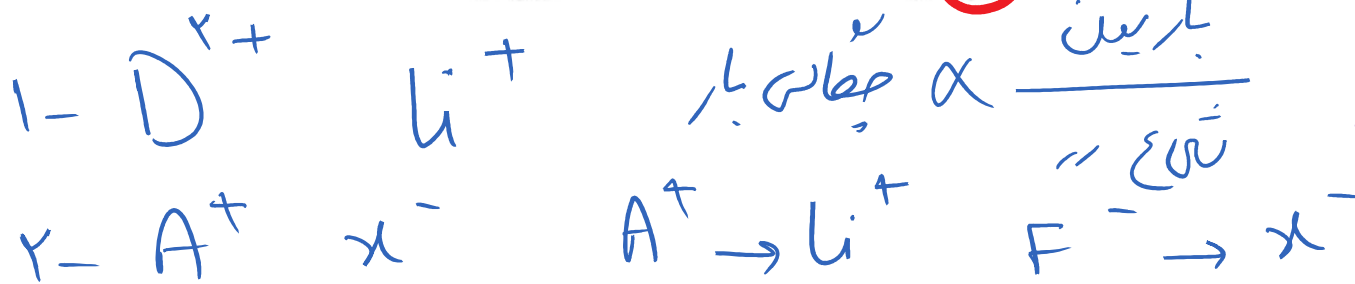 ۱- D²⁺ Li⁺ چگالی بار α بار یون / شعاع "
۲- A⁺ x⁻ A⁺ → Li⁺ F⁻ → x⁻